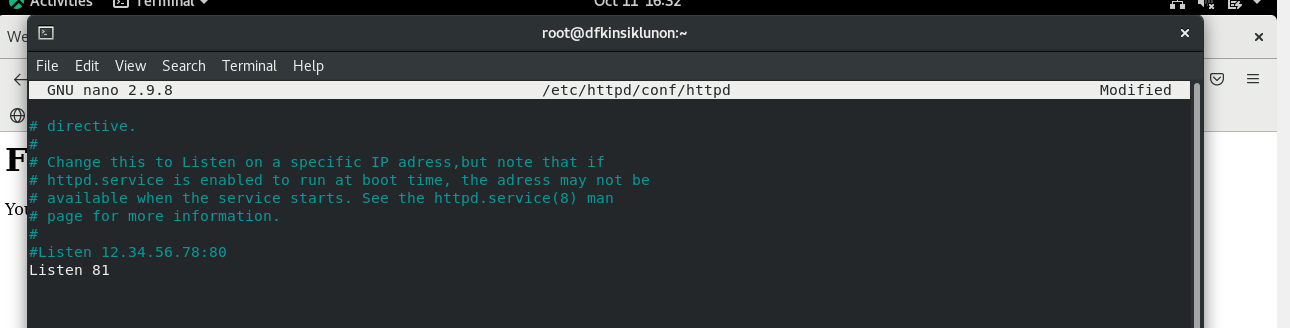 Activities Terminal Oct 11 16:32
We
root@dfkinsiklunon:~
File Edit View Search Terminal Help
GNU nano 2.9.8 /etc/httpd/conf/httpd Modified
# directive.
#
# Change this to Listen on a specific IP adress,but note that if
# httpd.service is enabled to run at boot time, the adress may not be
# available when the service starts. See the httpd.service(8) man
# page for more information.
#
#Listen 12.34.56.78:80
Listen 81
F
You